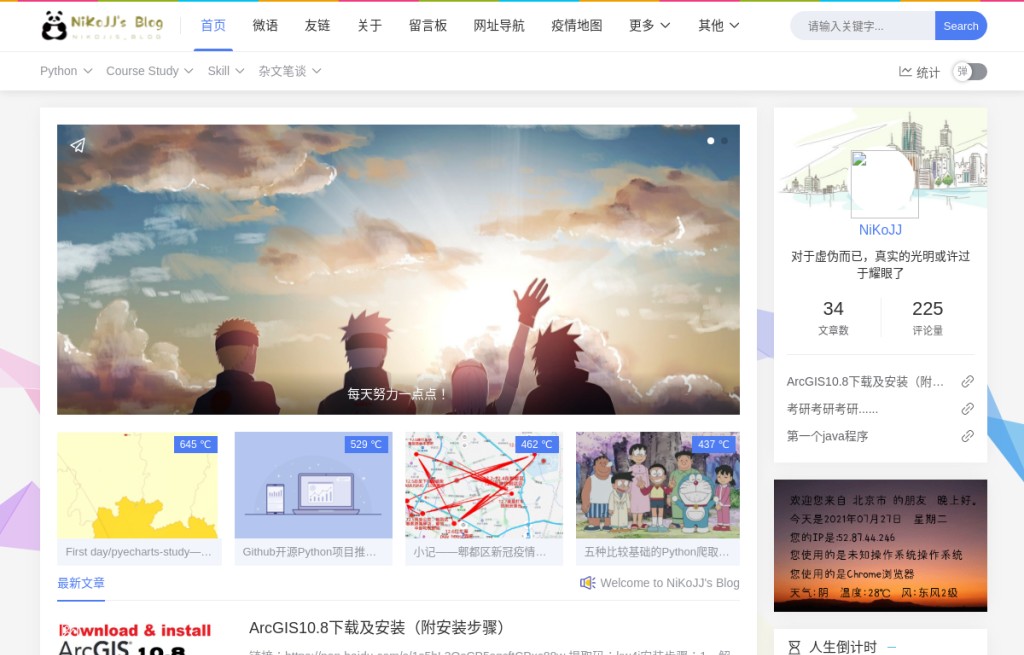 NiKoJJ's Blog
NIKOJJS_BLOG
首页
微语
友链
关于
留言板
网址导航
疫情地图
更多
其他
请输入关键字...
Search
Python
Course Study
Skill
杂文笔谈
统计
弹
每天努力一点点！
NiKoJJ
对于虚伪而已，真实的光明或许过
于耀眼了
34
文章数
225
评论量
ArcGIS10.8下载及安装（附...
考研考研考研......
第一个java程序
645 ℃
First day/pyecharts-study—...
529 ℃
Github开源Python项目推...
462 ℃
小记——郫都区新冠疫情...
437 ℃
五种比较基础的Python爬取...
最新文章
Welcome to NiKoJJ's Blog
欢迎您来自 北京市 的朋友 晚上好。
今天是2021年07月27日 星期二
您的IP是:52.87.44.246
您使用的是未知操作系统操作系统
您使用的是Chrome浏览器
天气:阴 温度:28℃ 风:东风2级
Download & install
ArcGIS 10.8
ArcGIS10.8下载及安装（附安装步骤）
人生倒计时